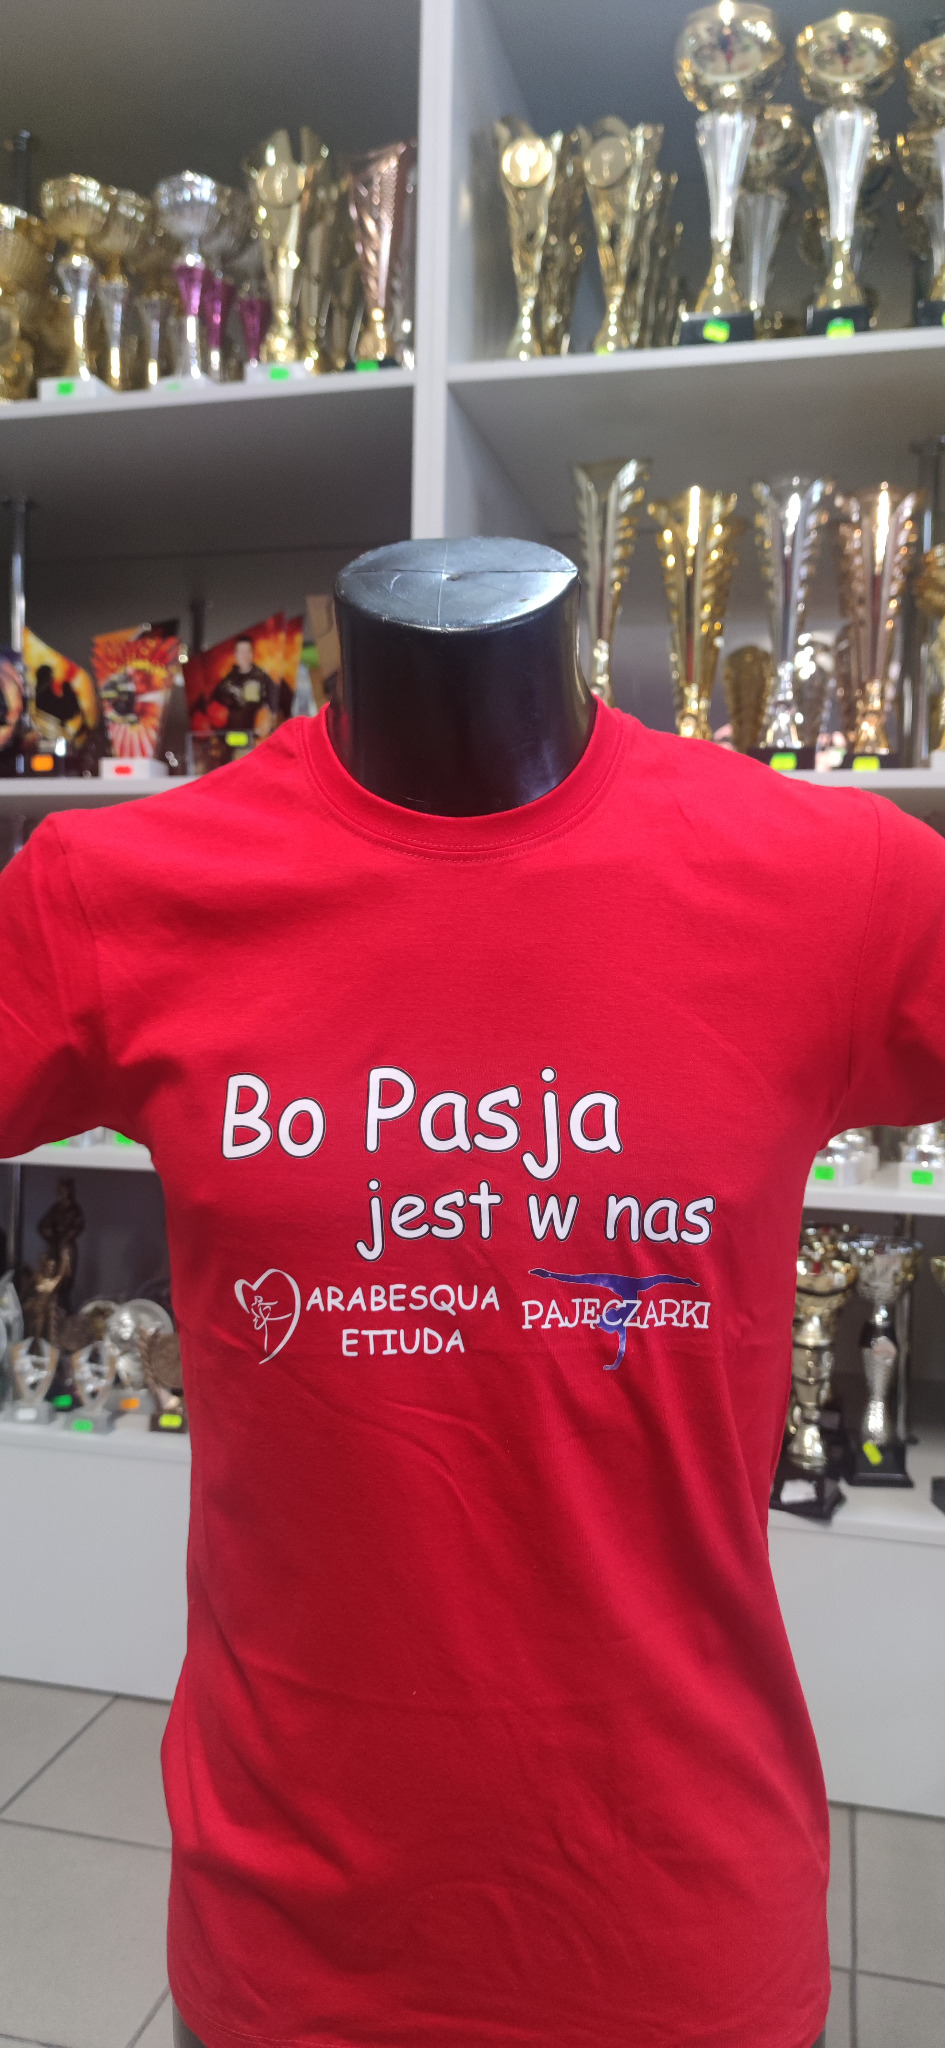 Bo Pasja
jest w nas
ARABESQUA
ETIUDA
PAJĘCZARKI